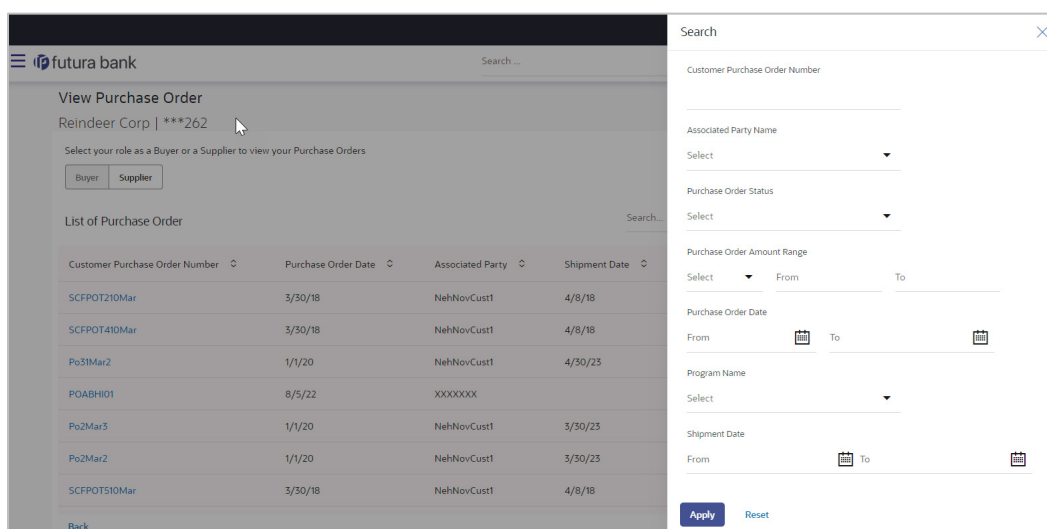 futura bank
Search ...
View Purchase Order
Reindeer Corp | ***262
Select your role as a Buyer or a Supplier to view your Purchase Orders
Buyer Supplier
List of Purchase Order Search...
Customer Purchase Order Number Purchase Order Date Associated Party Shipment Date
SCFPOT210Mar 3/30/18 NehNovCust1 4/8/18
SCFPOT410Mar 3/30/18 NehNovCust1 4/8/18
Po31Mar2 1/1/20 NehNovCust1 4/30/23
POABHI01 8/5/22 XXXXXXX
Po2Mar3 1/1/20 NehNovCust1 3/30/23
Po2Mar2 1/1/20 NehNovCust1 3/30/23
SCFPOT510Mar 3/30/18 NehNovCust1 4/8/18
Back
Search
Customer Purchase Order Number
Associated Party Name
Select
Purchase Order Status
Select
Purchase Order Amount Range
Select From To
Purchase Order Date
From To
Program Name
Select
Shipment Date
From To
Apply Reset